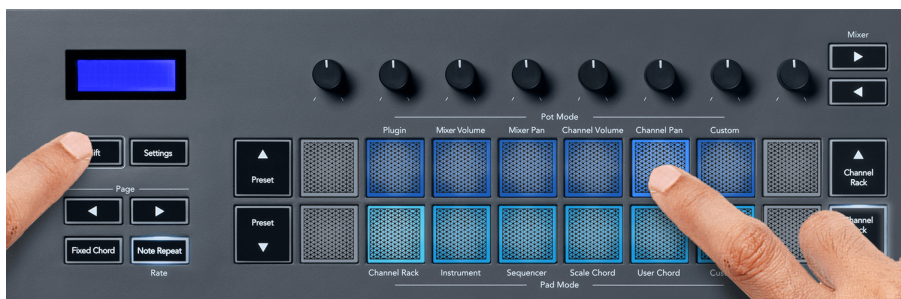 Mixer
Pot Mode
Plugin Mixer Volume Mixer Pan Channel Volume Channel Pan Custom
Settings
Preset
Channel
Rack
Page
Preset
Fixed Chord Note Repeat
Rate
Channel Rack Instrument Sequencer Scale Chord User Chord
Pad Mode